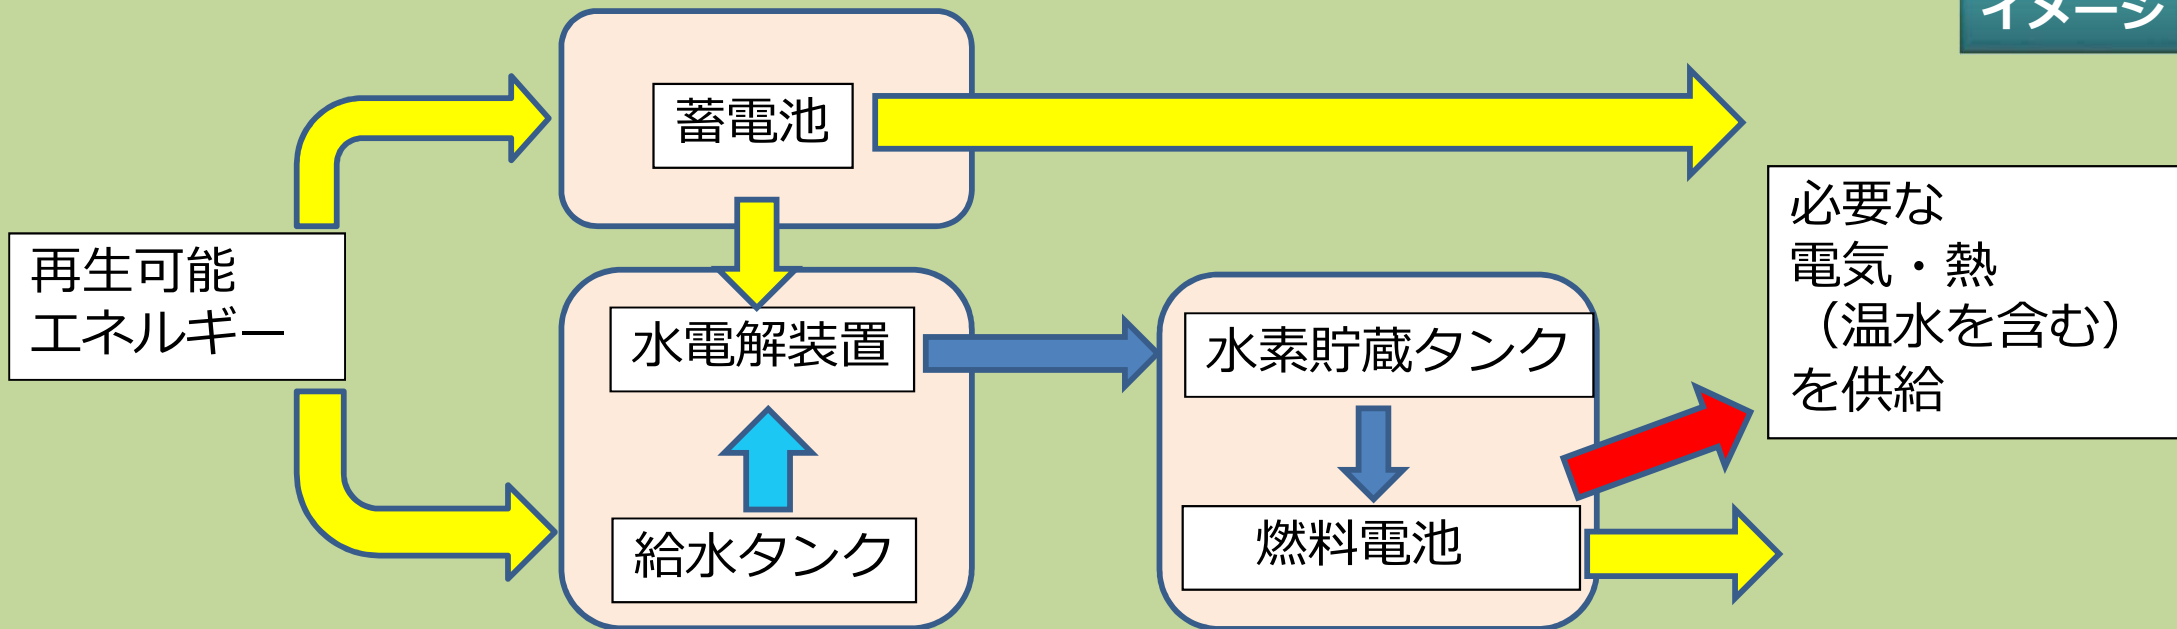 イメージ
蓄電池
再生可能
エネルギー
水電解装置
給水タンク
水素貯蔵タンク
燃料電池
必要な
電気・熱
（温水を含む）
を供給